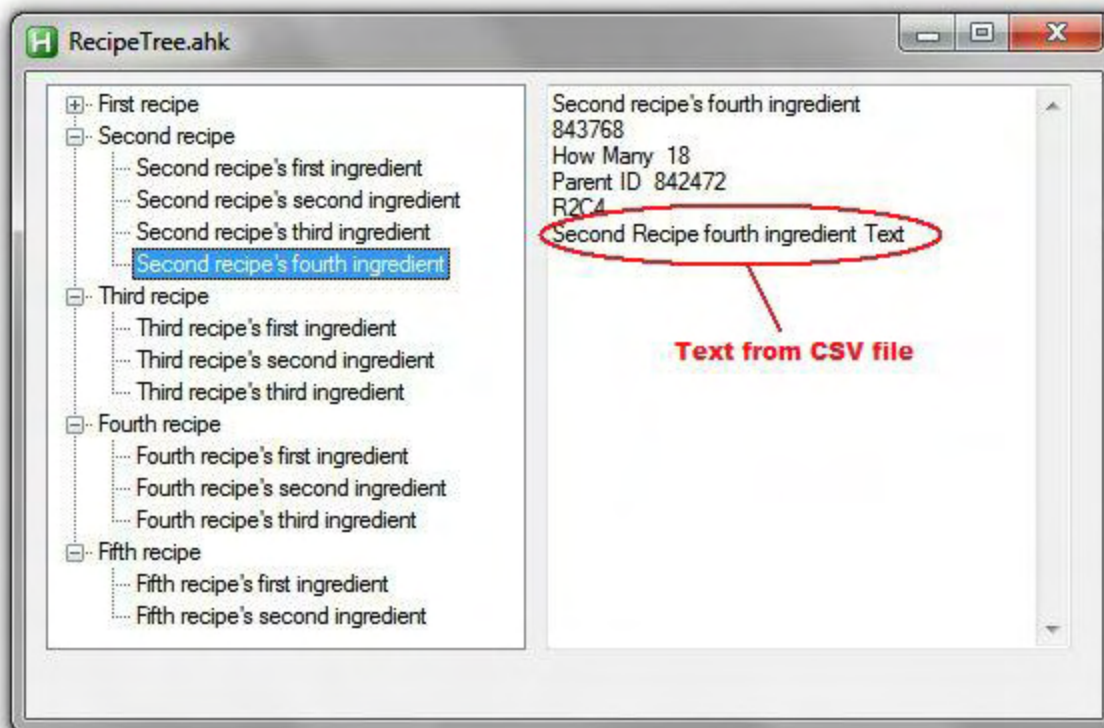 RecipeTree.ahk
First recipe
Second recipe
Second recipe's first ingredient
Second recipe's second ingredient
Second recipe's third ingredient
Second recipe's fourth ingredient
Third recipe
Third recipe's first ingredient
Third recipe's second ingredient
Third recipe's third ingredient
Fourth recipe
Fourth recipe's first ingredient
Fourth recipe's second ingredient
Fourth recipe's third ingredient
Fifth recipe
Fifth recipe's first ingredient
Fifth recipe's second ingredient
Second recipe's fourth ingredient
843768
How Many 18
Parent ID 842472
R2C4
Second Recipe fourth ingredient Text
Text from CSV file